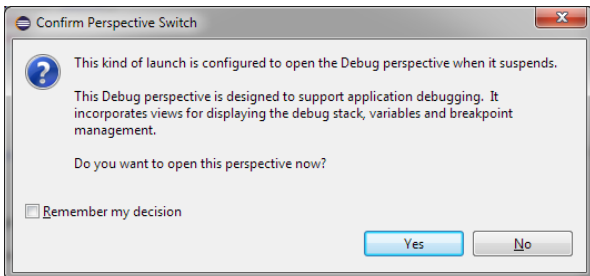 Confirm Perspective Switch
This kind of launch is configured to open the Debug perspective when it suspends.
This Debug perspective is designed to support application debugging. It
incorporates views for displaying the debug stack, variables and breakpoint
management.
Do you want to open this perspective now?
Remember my decision
Yes
No